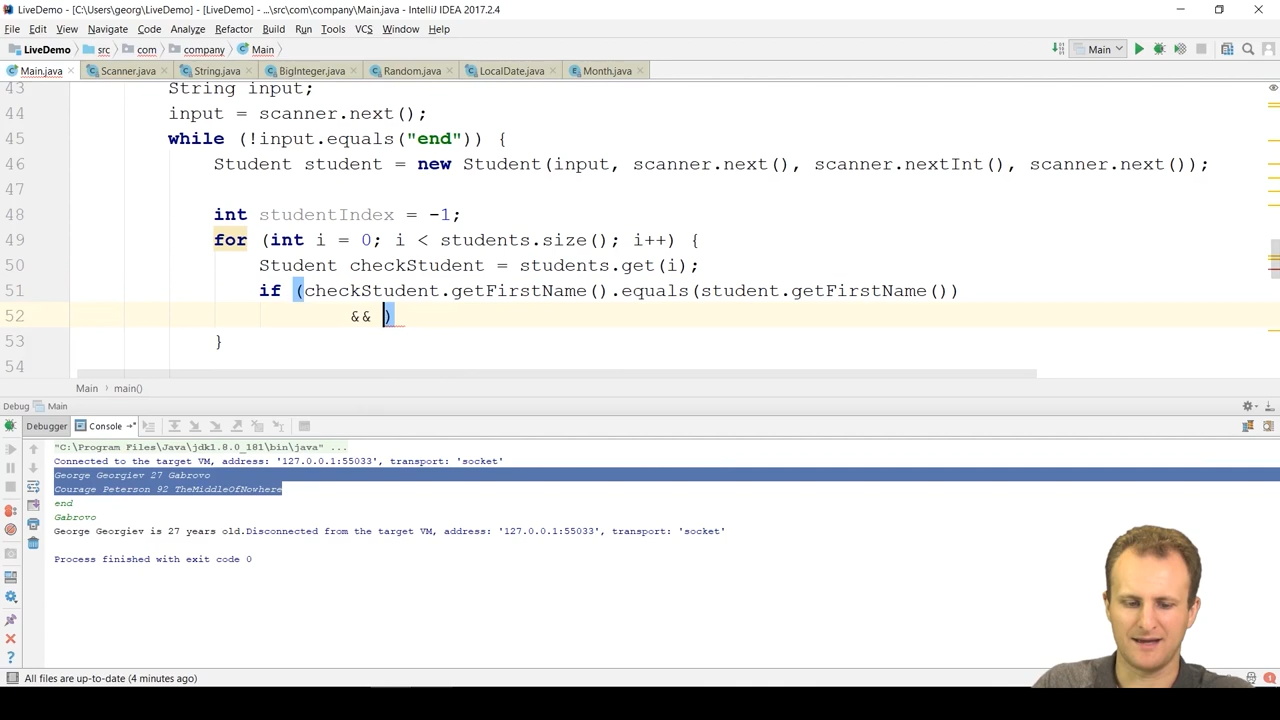 LiveDemo - [C:\Users\georg\LiveDemo] - [LiveDemo] - ...\src\com\company\Main.java - IntelliJ IDEA 2017.2.4
File Edit View Navigate Code Analyze Refactor Build Run Tools VCS Window Help
LiveDemo src com company Main Main
Main.java Scanner.java String.java BigInteger.java Random.java LocalDate.java Month.java
43 String input;
44 input = scanner.next();
45 while (!input.equals("end")) {
46 Student student = new Student(input, scanner.next(), scanner.nextInt(), scanner.next());
47
48 int studentIndex = -1;
49 for (int i = 0; i < students.size(); i++) {
50 Student checkStudent = students.get(i);
51 if (checkStudent.getFirstName().equals(student.getFirstName())
52 && )
53 }
54
Main main()
Debug Main
Debugger Console
"C:\Program Files\Java\jdk1.8.0_181\bin\java" ...
Connected to the target VM, address: '127.0.0.1:55033', transport: 'socket'
George Georgiev 27 Gabrovo
Courage Peterson 92 TheMiddleOfNowhere
end
Gabrovo
George Georgiev is 27 years old.Disconnected from the target VM, address: '127.0.0.1:55033', transport: 'socket'
Process finished with exit code 0
All files are up-to-date (4 minutes ago)